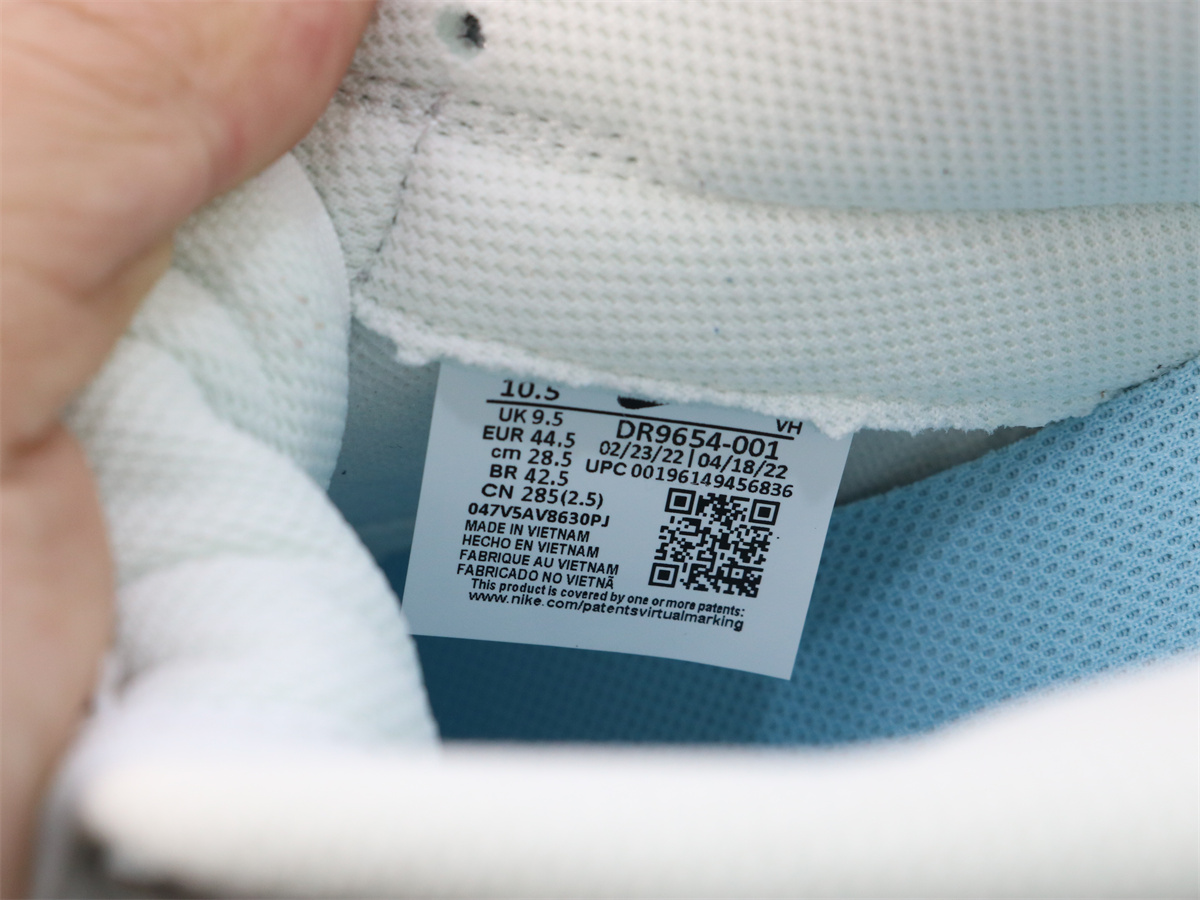 10.5
VH
UK 9.5
DR9654-001
EUR 44.5
02/23/22 | 04/18/22
cm 28.5
UPC 00196149456836
BR 42.5
CN 285(2.5)
047V5AV8630PJ
MADE IN VIETNAM
HECHO EN VIETNAM
FABRIQUE AU VIETNAM
FABRICADO NO VIETNÃ
This product is covered by one or more patents:
www.nike.com/patentsvirtualmarking